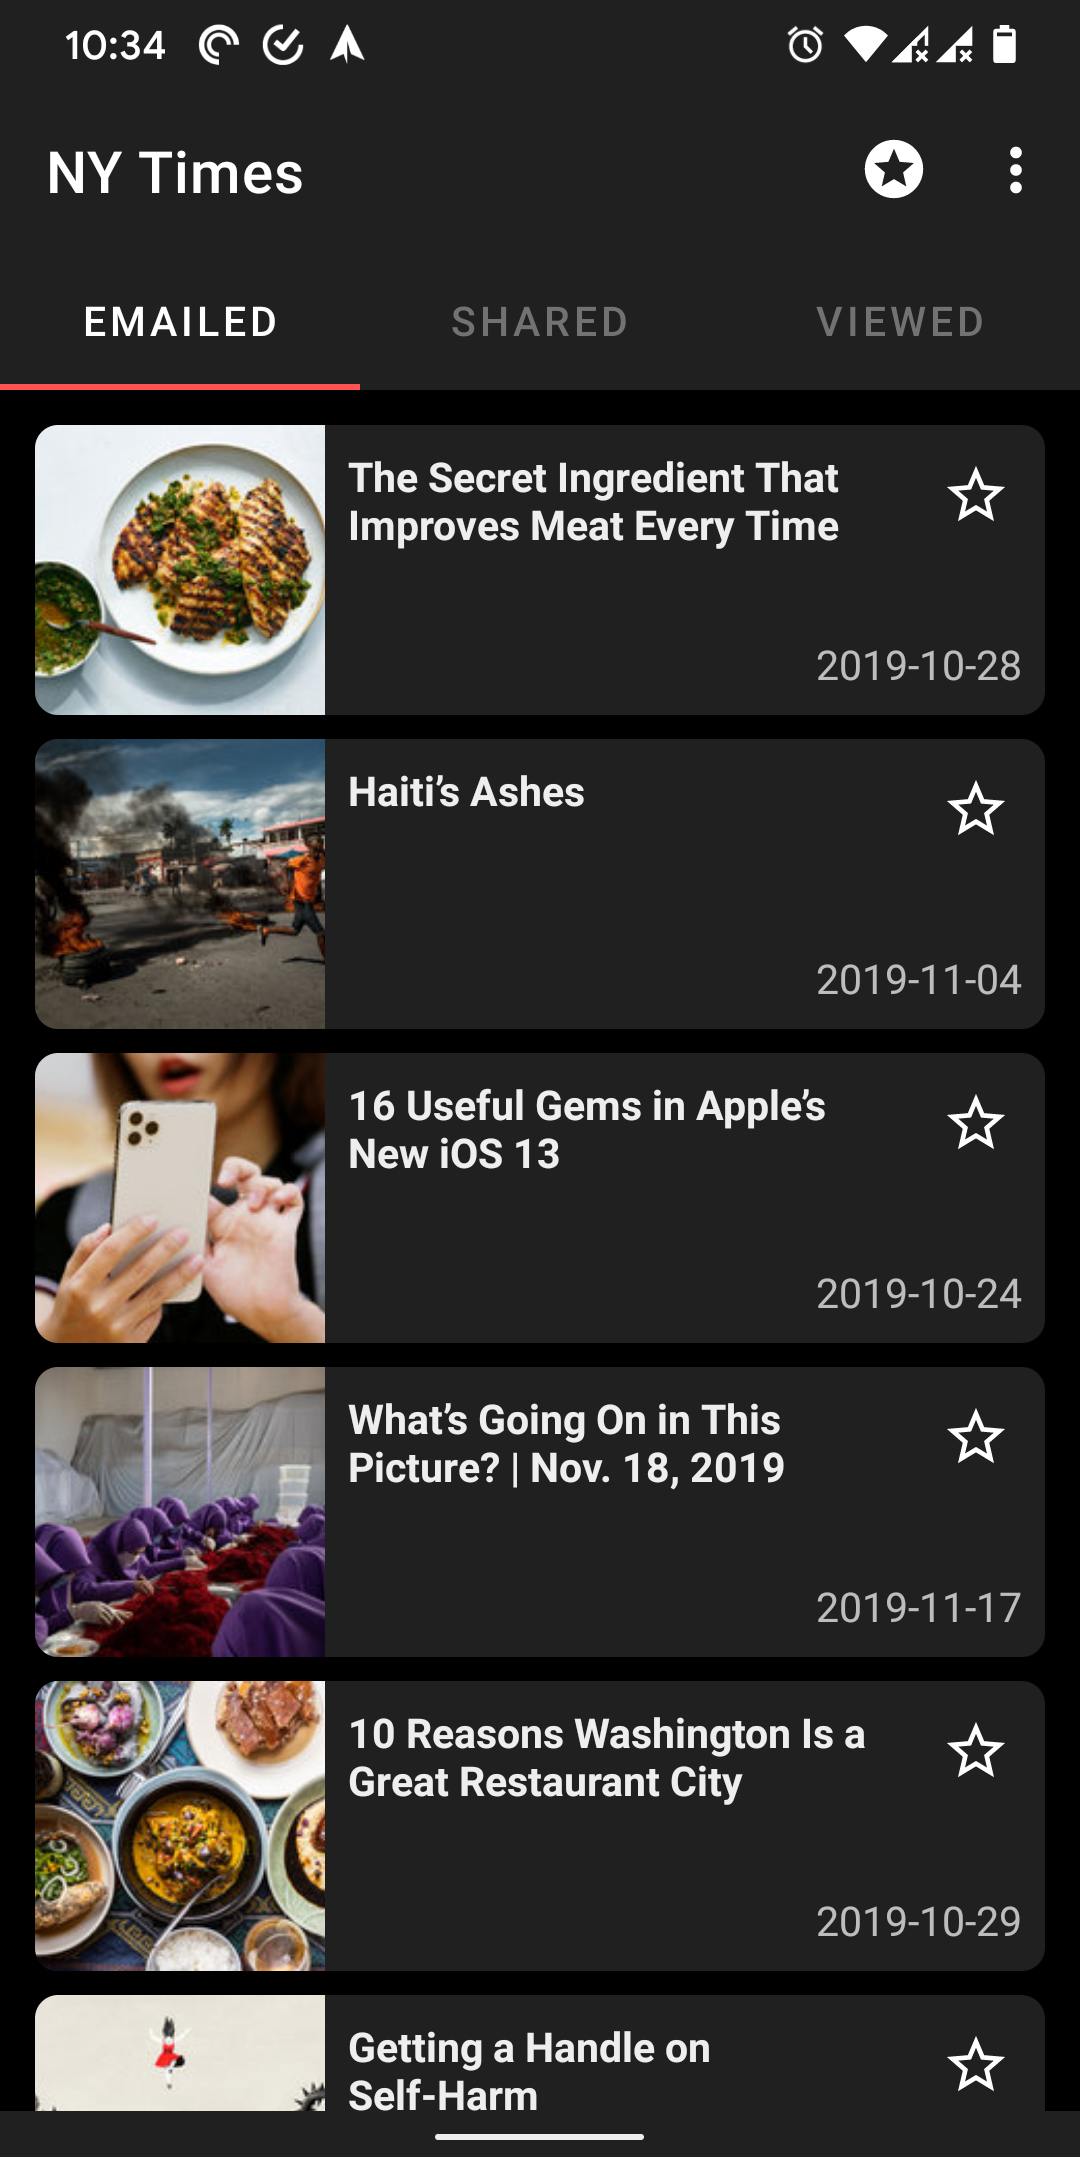 10:34
NY Times
EMAILED
SHARED
VIEWED
The Secret Ingredient That
Improves Meat Every Time
2019-10-28
Haiti’s Ashes
2019-11-04
16 Useful Gems in Apple’s
New iOS 13
2019-10-24
What’s Going On in This
Picture? | Nov. 18, 2019
2019-11-17
10 Reasons Washington Is a
Great Restaurant City
2019-10-29
Getting a Handle on
Self-Harm